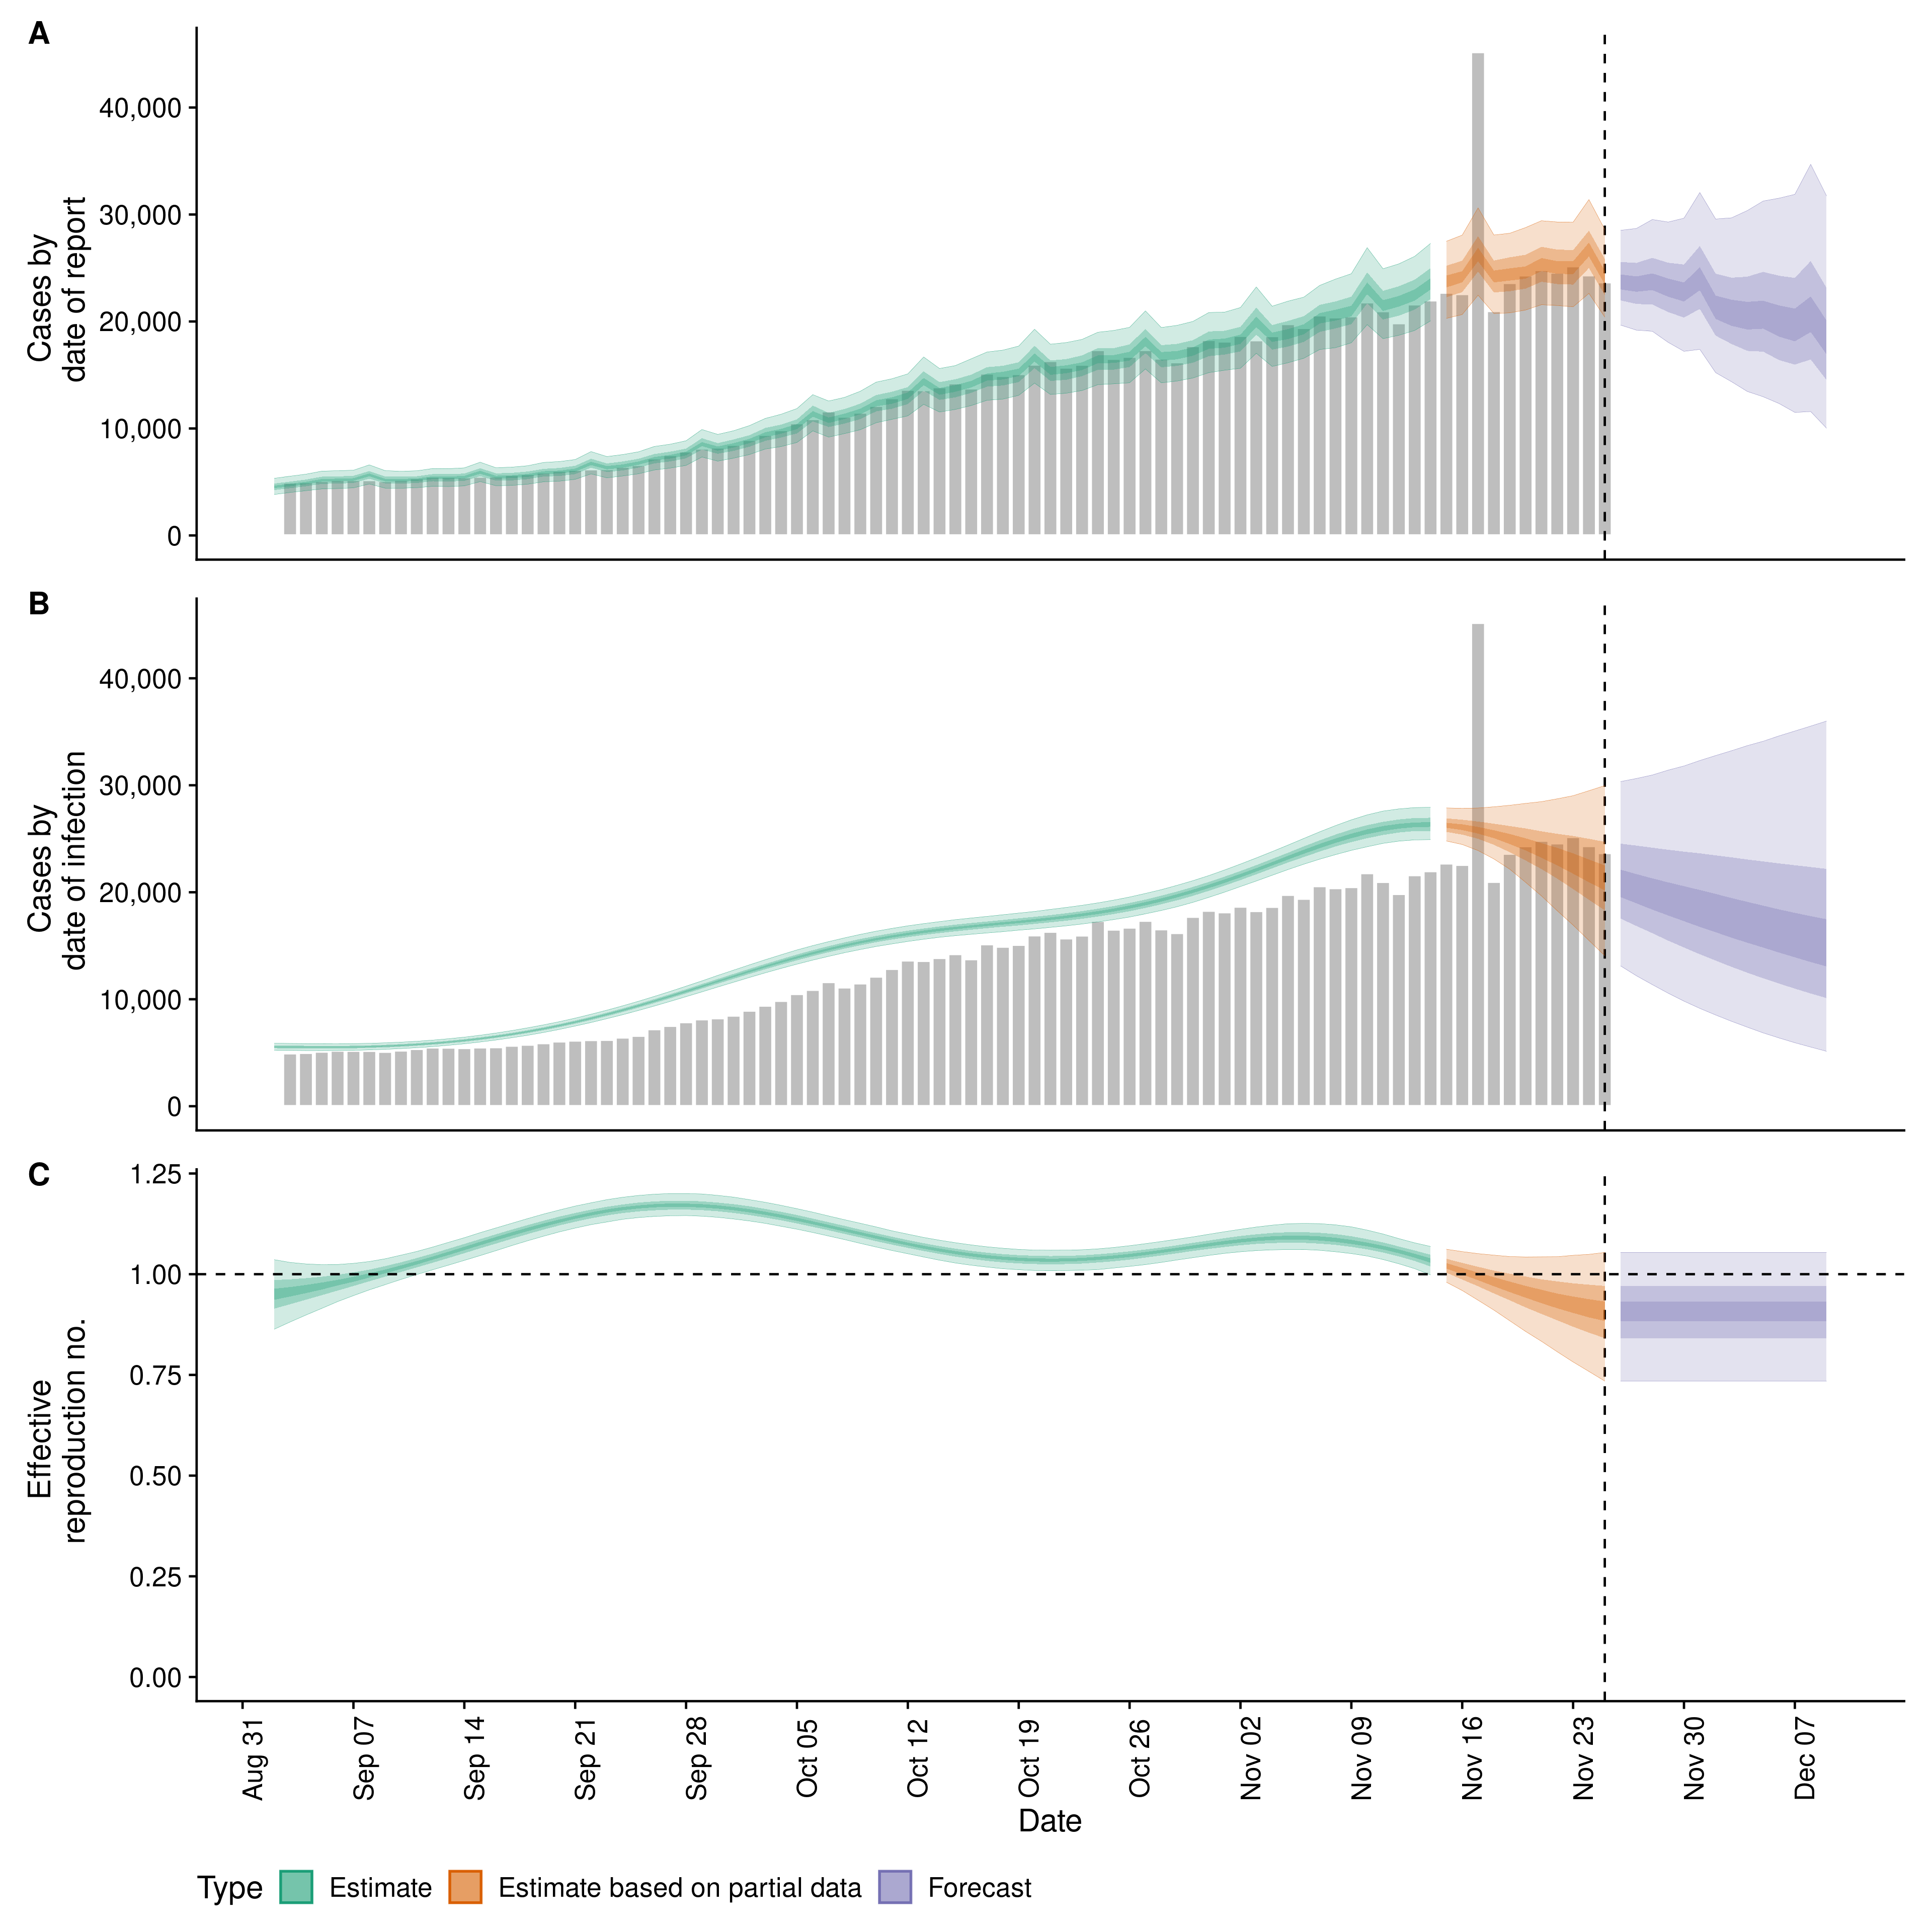 A
Cases by
date of report
40,000
30,000
20,000
10,000
0
B
Cases by
date of infection
40,000
30,000
20,000
10,000
0
C
Effective
reproduction no.
1.25
1.00
0.75
0.50
0.25
0.00
Aug 31
Sep 07
Sep 14
Sep 21
Sep 28
Oct 05
Oct 12
Oct 19
Oct 26
Nov 02
Nov 09
Nov 16
Nov 23
Nov 30
Dec 07
Date
Type
Estimate
Estimate based on partial data
Forecast